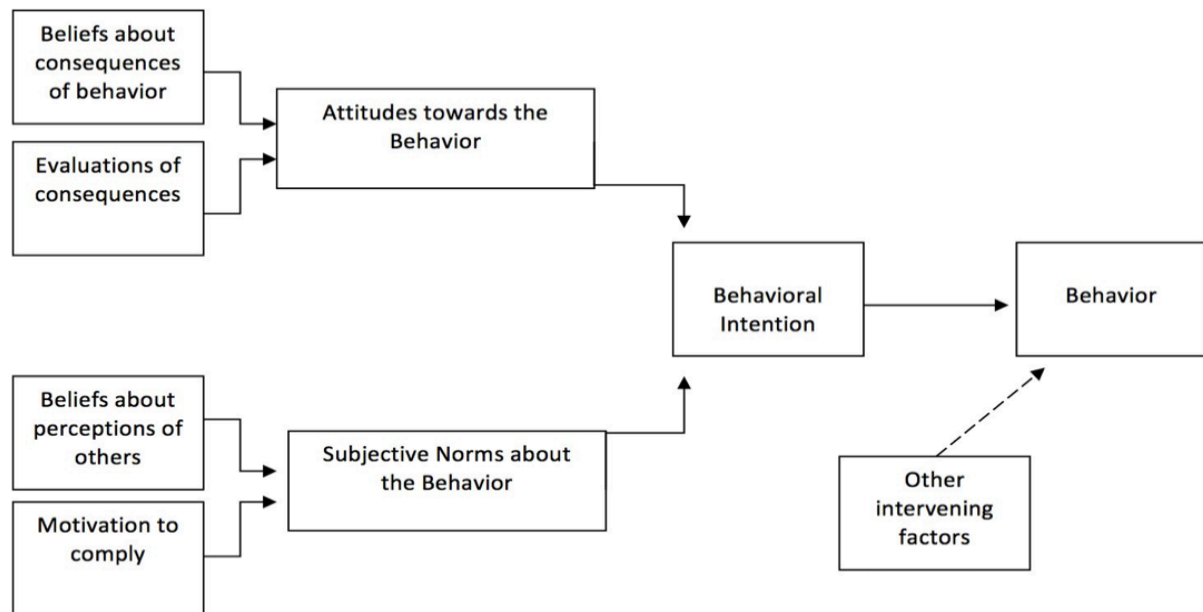 Beliefs about
consequences
of behavior
Attitudes towards the
Behavior
Evaluations of
consequences
Behavioral
Intention
Behavior
Beliefs about
perceptions of
others
Subjective Norms about
the Behavior
Motivation to
comply
Other
intervening
factors